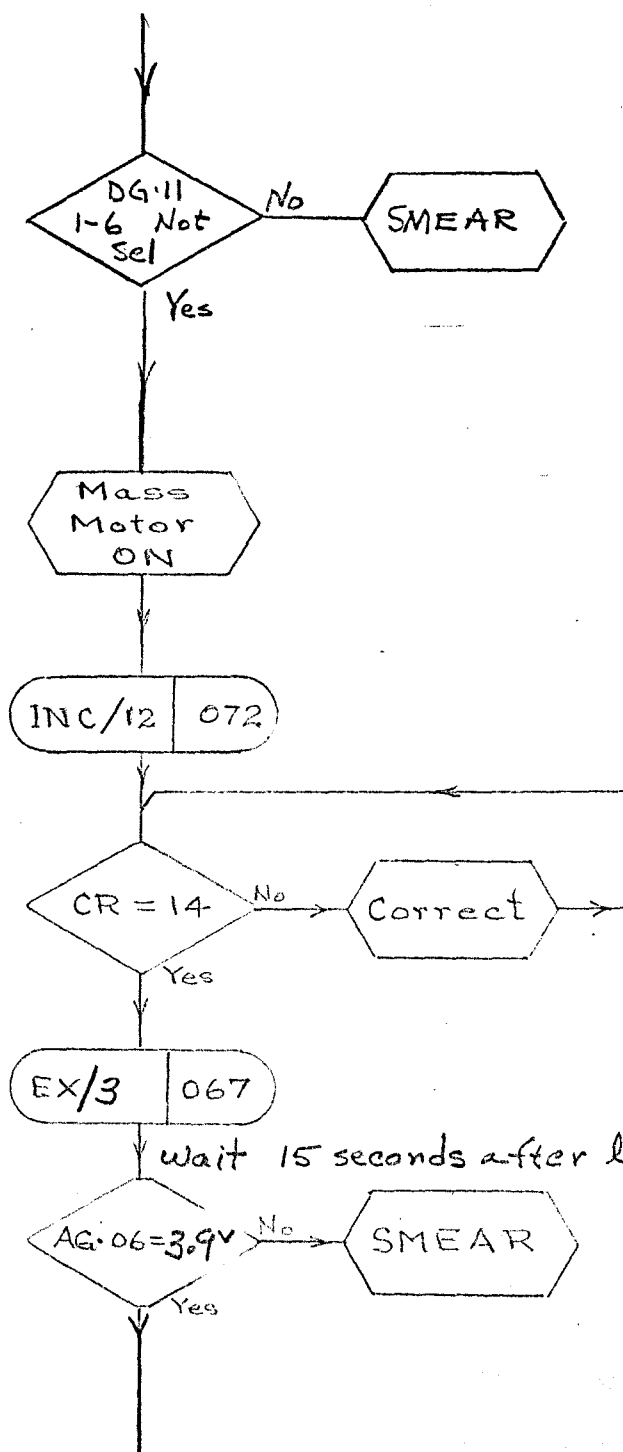 DG.11
1-6 Not
Sel
No
SMEAR
Yes
Mass
Motor
ON
INC/12 072
CR = 14
No
Correct
Yes
EX/3 067
Wait 15 seconds after l
AG.06=3.9v
No
SMEAR
Yes